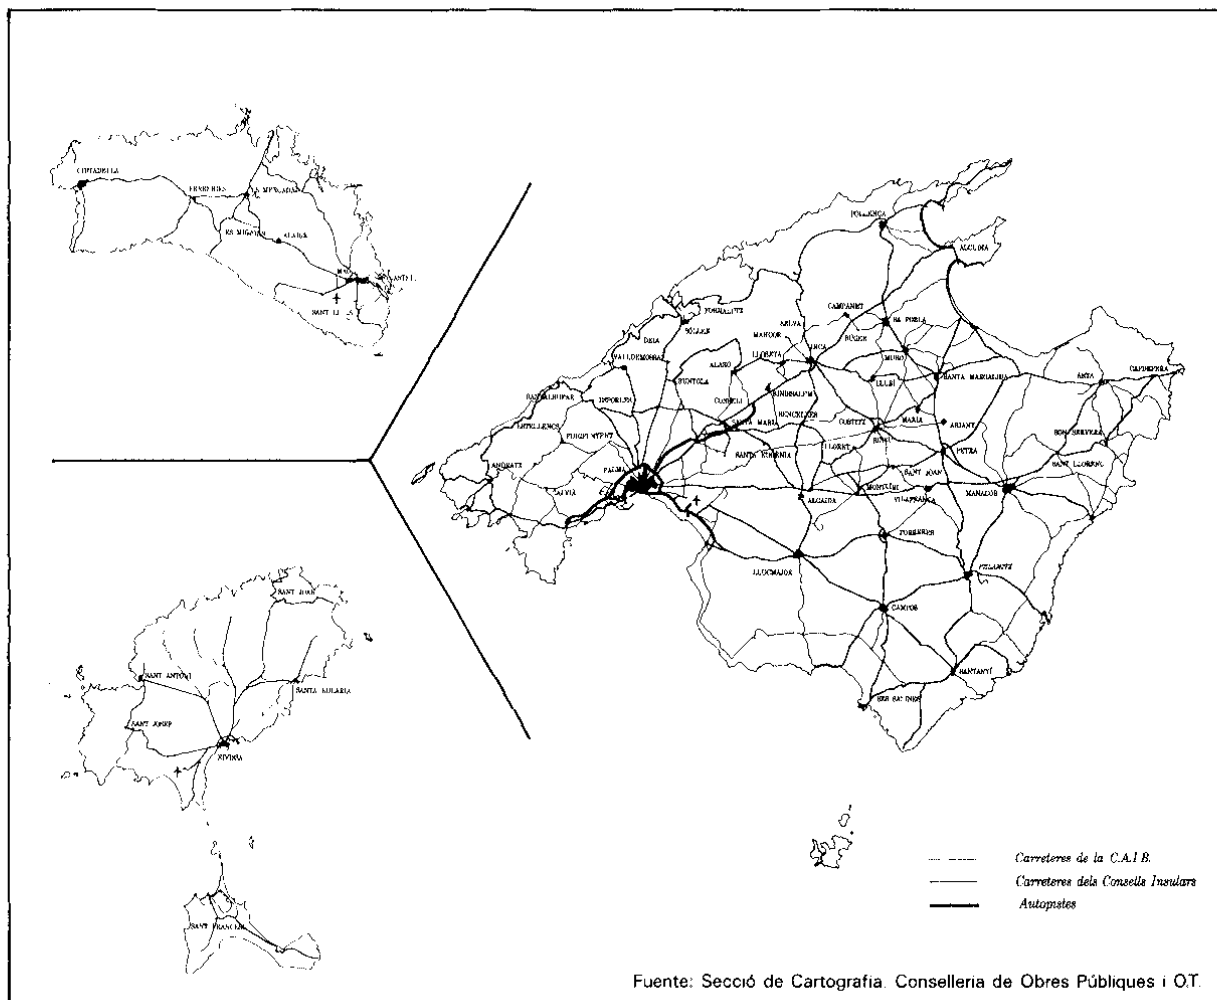 CIUTADELLA
FERRERIES
ES MERCADAL
ES MIGJORN
ALAIOR
SANT LL
POLLENÇA
ALCUDIA
CAMPANET
SA POBLA
BUGER
MURO
SELVA
MANCOR
INCA
LLOSETA
FORNALUTX
SOLLER
DEIA
VALLDEMOSSA
BUNYOLA
ALARO
CONSELL
BINISSALEM
LLUBI
SANTA MARGALIDA
ARTA
CAPDEPERA
BANYALBUFAR
ESPORLES
ESTELLENCS
PUIGPUNYENT
SANTA MARIA
SENCELLES
COSTITX
MARIA
ARIANY
SINEU
SON SERVERA
SANT LLORENÇ
PETRA
LLORET
SANTA EUGENIA
SANT JOAN
ANDRATX
CALVIA
PALMA
ALGAIDA
MONTUIRI
VILAFRANCA
MANACOR
PORRERES
LLUCMAJOR
FELANITX
CAMPOS
SANTANYÍ
SES SALINES
SANT JOAN
SANT ANTONI
SANTA EULARIA
SANT JOSEP
EIVISSA
SANT FRANCESC
Carreteres de la C.A.I B.
Carreteres dels Consells Insulars
Autopistes
Fuente: Secció de Cartografia. Conselleria de Obres Públiques i O.T.